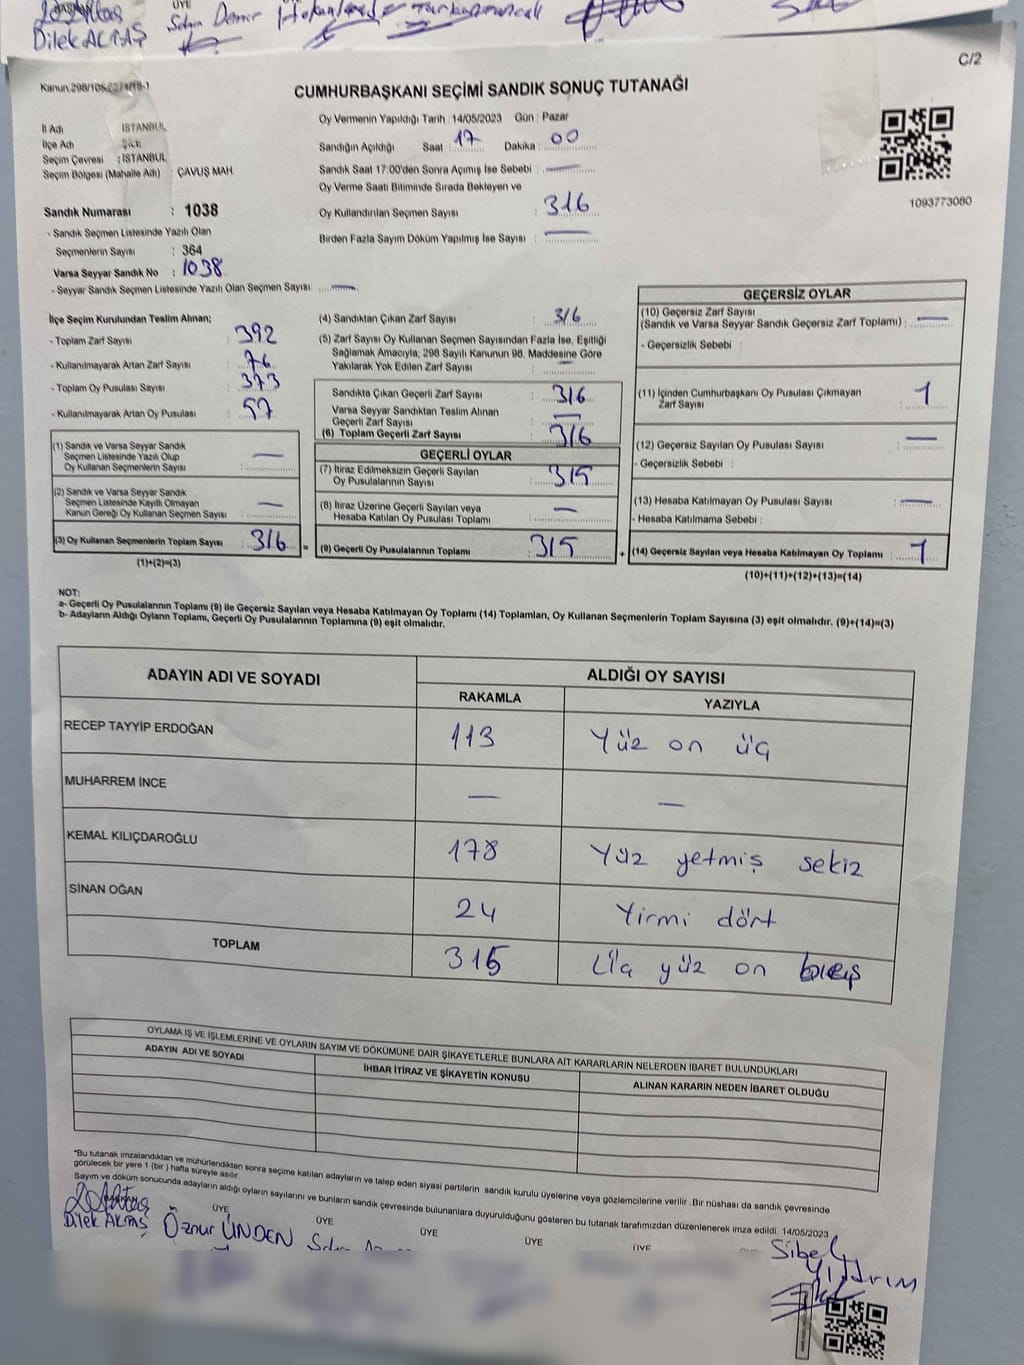 ÜYE
Dilek AKTAŞ
C/2
Kanun.298/105
CUMHURBAŞKANI SEÇİMİ SANDIK SONUÇ TUTANAĞI
İl Adı İSTANBUL
İlçe Adı ŞİLE
Seçim Çevresi : İSTANBUL
Seçim Bölgesi (Mahalle Adı) : ÇAVUŞ MAH.
Sandık Numarası : 1038
- Sandık Seçmen Listesinde Yazılı Olan
Seçmenlerin Sayısı : 364
Varsa Seyyar Sandık No : 1038
- Seyyar Sandık Seçmen Listesinde Yazılı Olan Seçmen Sayısı: —
Oy Vermenin Yapıldığı Tarih : 14/05/2023 Gün : Pazar
Sandığın Açıldığı Saat 17 Dakika : 00
Sandık Saat 17:00'den Sonra Açımış İse Sebebi : —
Oy Verme Saati Bitiminde Sırada Bekleyen ve
Oy Kullandırılan Seçmen Sayısı : 316
Birden Fazla Sayım Döküm Yapılmış İse Sayısı : —
1093773080
İlçe Seçim Kurulundan Teslim Alınan;
- Toplam Zarf Sayısı : 392
- Kullanılmayarak Artan Zarf Sayısı : 76
- Toplam Oy Pusulası Sayısı : 373
- Kullanılmayarak Artan Oy Pusulası : 57
(1) Sandık ve Varsa Seyyar Sandık
Seçmen Listesinde Yazılı Olup
Oy Kullanan Seçmenlerin Sayısı : —
(2) Sandık ve Varsa Seyyar Sandık
Seçmen Listesinde Kayıtlı Olmayan
Kanun Gereği Oy Kullanan Seçmen Sayısı : —
(3) Oy Kullanan Seçmenlerin Toplam Sayısı : 316 =
(1)+(2)=(3)
(4) Sandıktan Çıkan Zarf Sayısı : 316
(5) Zarf Sayısı Oy Kullanan Seçmen Sayısından Fazla İse, Eşitliği
Sağlamak Amacıyla; 298 Sayılı Kanunun 98. Maddesine Göre
Yakılarak Yok Edilen Zarf Sayısı : —
Sandıkta Çıkan Geçerli Zarf Sayısı : 316
Varsa Seyyar Sandıktan Teslim Alınan
Geçerli Zarf Sayısı : —
(6) Toplam Geçerli Zarf Sayısı : 316
GEÇERLİ OYLAR
(7) İtiraz Edilmeksizin Geçerli Sayılan
Oy Pusulalarının Sayısı : 315
(8) İtiraz Üzerine Geçerli Sayılan veya
Hesaba Katılan Oy Pusulası Toplamı : —
(9) Geçerli Oy Pusulalarının Toplamı : 315 +
GEÇERSİZ OYLAR
(10) Geçersiz Zarf Sayısı
(Sandık ve Varsa Seyyar Sandık Geçersiz Zarf Toplamı) : —
- Geçersizlik Sebebi :
(11) İçinden Cumhurbaşkanı Oy Pusulası Çıkmayan
Zarf Sayısı : 1
(12) Geçersiz Sayılan Oy Pusulası Sayısı : —
- Geçersizlik Sebebi :
(13) Hesaba Katılmayan Oy Pusulası Sayısı : —
- Hesaba Katılmama Sebebi :
(14) Geçersiz Sayılan veya Hesaba Katılmayan Oy Toplamı : 1
(10)+(11)+(12)+(13)=(14)
NOT:
a- Geçerli Oy Pusulalarının Toplamı (9) ile Geçersiz Sayılan veya Hesaba Katılmayan Oy Toplamı (14) Toplamları, Oy Kullanan Seçmenlerin Toplam Sayısına (3) eşit olmalıdır. (9)+(14)=(3)
b- Adayların Aldığı Oyların Toplamı, Geçerli Oy Pusulalarının Toplamına (9) eşit olmalıdır.
ADAYIN ADI VE SOYADI ALDIĞI OY SAYISI
RAKAMLA YAZIYLA
RECEP TAYYİP ERDOĞAN 113 Yüz on üç
MUHARREM İNCE — —
KEMAL KILIÇDAROĞLU 178 Yüz yetmiş sekiz
SİNAN OĞAN 24 Yirmi dört
TOPLAM 315 Üç yüz on
OYLAMA İŞ VE İŞLEMLERİNE VE OYLARIN SAYIM VE DÖKÜMÜNE DAİR ŞİKAYETLERLE BUNLARA AİT KARARLARIN NELERDEN İBARET BULUNDUKLARI
ADAYIN ADI VE SOYADI İHBAR İTİRAZ VE ŞİKAYETİN KONUSU ALINAN KARARIN NEDEN İBARET OLDUĞU
*Bu tutanak imzalandıktan ve mühürlendikten sonra seçime katılan adayların ve talep eden siyasi partilerin sandık kurulu üyelerine veya gözlemcilerine verilir. Bir nüshası da sandık çevresinde
görülecek bir yere 1 (bir) hafta süreyle asılır.
Sayım ve döküm sonucunda adayların aldığı oyların sayılarını ve bunların sandık çevresinde bulunanlara duyurulduğunu gösteren bu tutanak tarafımızdan düzenlenerek imza edildi. 14/05/2023
BAŞKAN ÜYE ÜYE ÜYE ÜYE ÜYE
Dilek AKTAŞ Öznur ÜNDEN Sibel
Yıldırım